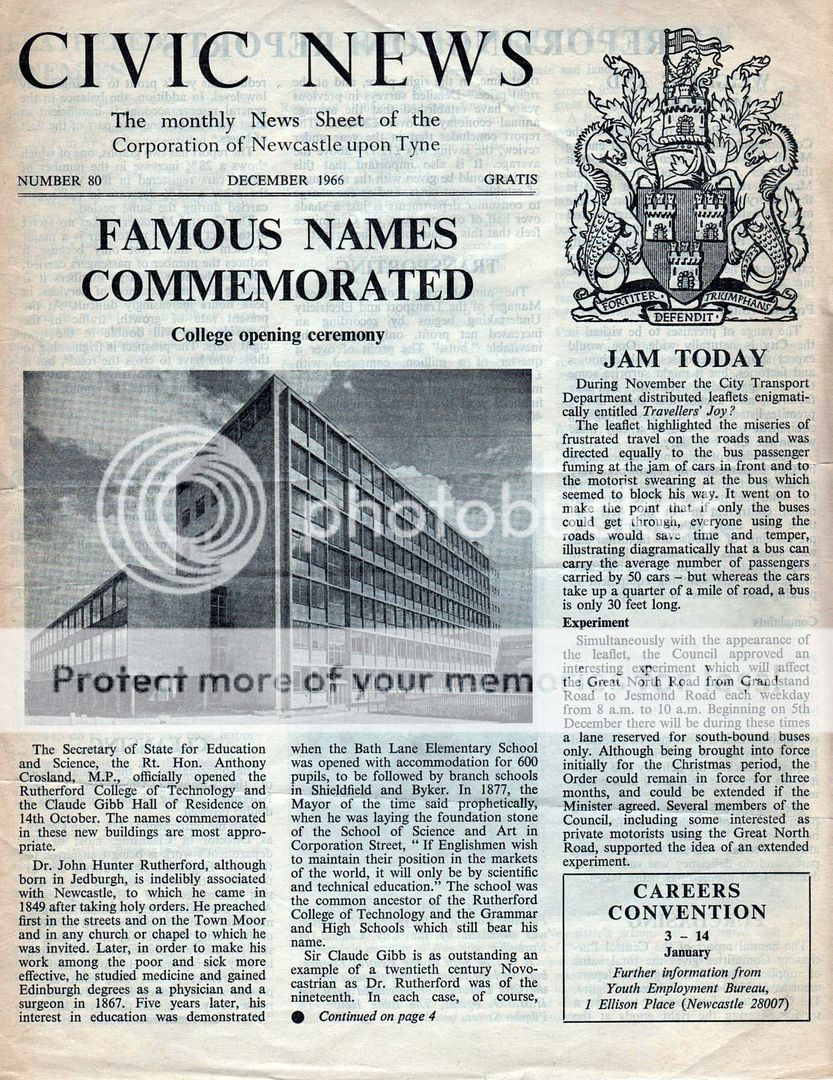 CIVIC NEWS
The monthly News Sheet of the
Corporation of Newcastle upon Tyne
NUMBER 80 DECEMBER 1966 GRATIS
FORTITER TRIUMPHANS
DEFENDIT
FAMOUS NAMES
COMMEMORATED
College opening ceremony
photobu
Protect more of your mem
The Secretary of State for Education
and Science, the Rt. Hon. Anthony
Crosland, M.P., officially opened the
Rutherford College of Technology and
the Claude Gibb Hall of Residence on
14th October. The names commemorated
in these new buildings are most appro-
priate.
Dr. John Hunter Rutherford, although
born in Jedburgh, is indelibly associated
with Newcastle, to which he came in
1849 after taking holy orders. He preached
first in the streets and on the Town Moor
and in any church or chapel to which he
was invited. Later, in order to make his
work among the poor and sick more
effective, he studied medicine and gained
Edinburgh degrees as a physician and a
surgeon in 1867. Five years later, his
interest in education was demonstrated
when the Bath Lane Elementary School
was opened with accommodation for 600
pupils, to be followed by branch schools
in Shieldfield and Byker. In 1877, the
Mayor of the time said prophetically,
when he was laying the foundation stone
of the School of Science and Art in
Corporation Street, " If Englishmen wish
to maintain their position in the markets
of the world, it will only be by scientific
and technical education." The school was
the common ancestor of the Rutherford
College of Technology and the Grammar
and High Schools which still bear his
name.
Sir Claude Gibb is as outstanding an
example of a twentieth century Novo-
castrian as Dr. Rutherford was of the
nineteenth. In each case, of course,
● Continued on page 4
JAM TODAY
During November the City Transport
Department distributed leaflets enigmati-
cally entitled Travellers' Joy?
The leaflet highlighted the miseries of
frustrated travel on the roads and was
directed equally to the bus passenger
fuming at the jam of cars in front and to
the motorist swearing at the bus which
seemed to block his way. It went on to
make the point that if only the buses
could get through, everyone using the
roads would save time and temper,
illustrating diagramatically that a bus can
carry the average number of passengers
carried by 50 cars – but whereas the cars
take up a quarter of a mile of road, a bus
is only 30 feet long.
Experiment
Simultaneously with the appearance of
the leaflet, the Council approved an
interesting experiment which will affect
the Great North Road from Grandstand
Road to Jesmond Road each weekday
from 8 a.m. to 10 a.m. Beginning on 5th
December there will be during these times
a lane reserved for south-bound buses
only. Although being brought into force
initially for the Christmas period, the
Order could remain in force for three
months, and could be extended if the
Minister agreed. Several members of the
Council, including some interested as
private motorists using the Great North
Road, supported the idea of an extended
experiment.
CAREERS
CONVENTION
3 – 14
January
Further information from
Youth Employment Bureau,
1 Ellison Place (Newcastle 28007)